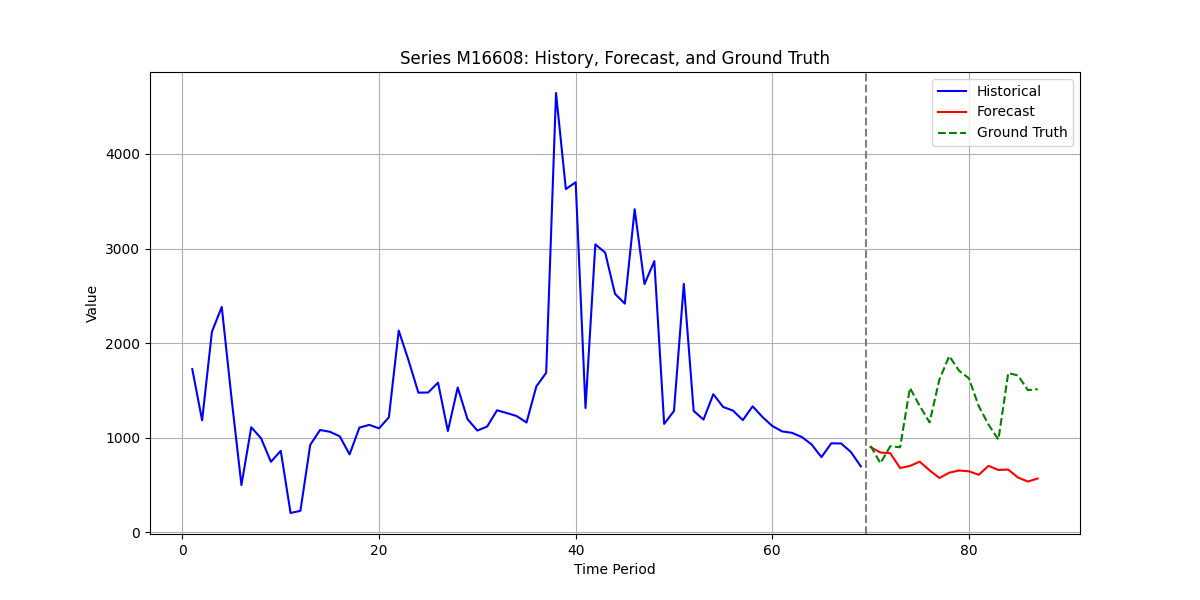 Series M16608: History, Forecast, and Ground Truth
Historical
Forecast
Ground Truth
Value
4000
3000
2000
1000
0
0 20 40 60 80
Time Period